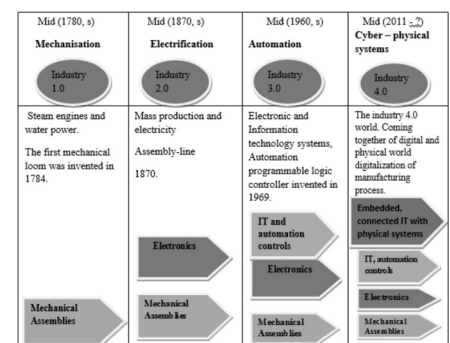 Mid (1780, s)
Mechanisation
Industry
1.0
Steam engines and
water power.
The first mechanical
loom was invented in
1784.
Mechanical
Assemblies
Mid (1870, s)
Electrification
Industry
2.0
Mass production and
electricity
Assembly-line
1870.
Electronics
Mechanical
Assemblies
Mid (1960, s)
Automation
Industry
3.0
Electronic and
Information
technology systems,
Automation
programmable logic
controller invented in
1969.
IT and
automation
controls
Electronics
Mechanical
Assemblies
Mid (2011 - ?)
Cyber – physical
systems
Industry
4.0
The industry 4.0
world. Coming
together of digital and
physical world
digitalization of
manufacturing
process.
Embedded,
connected IT with
physical systems
IT, automation
controls
Electronics
Mechanical
Assemblies